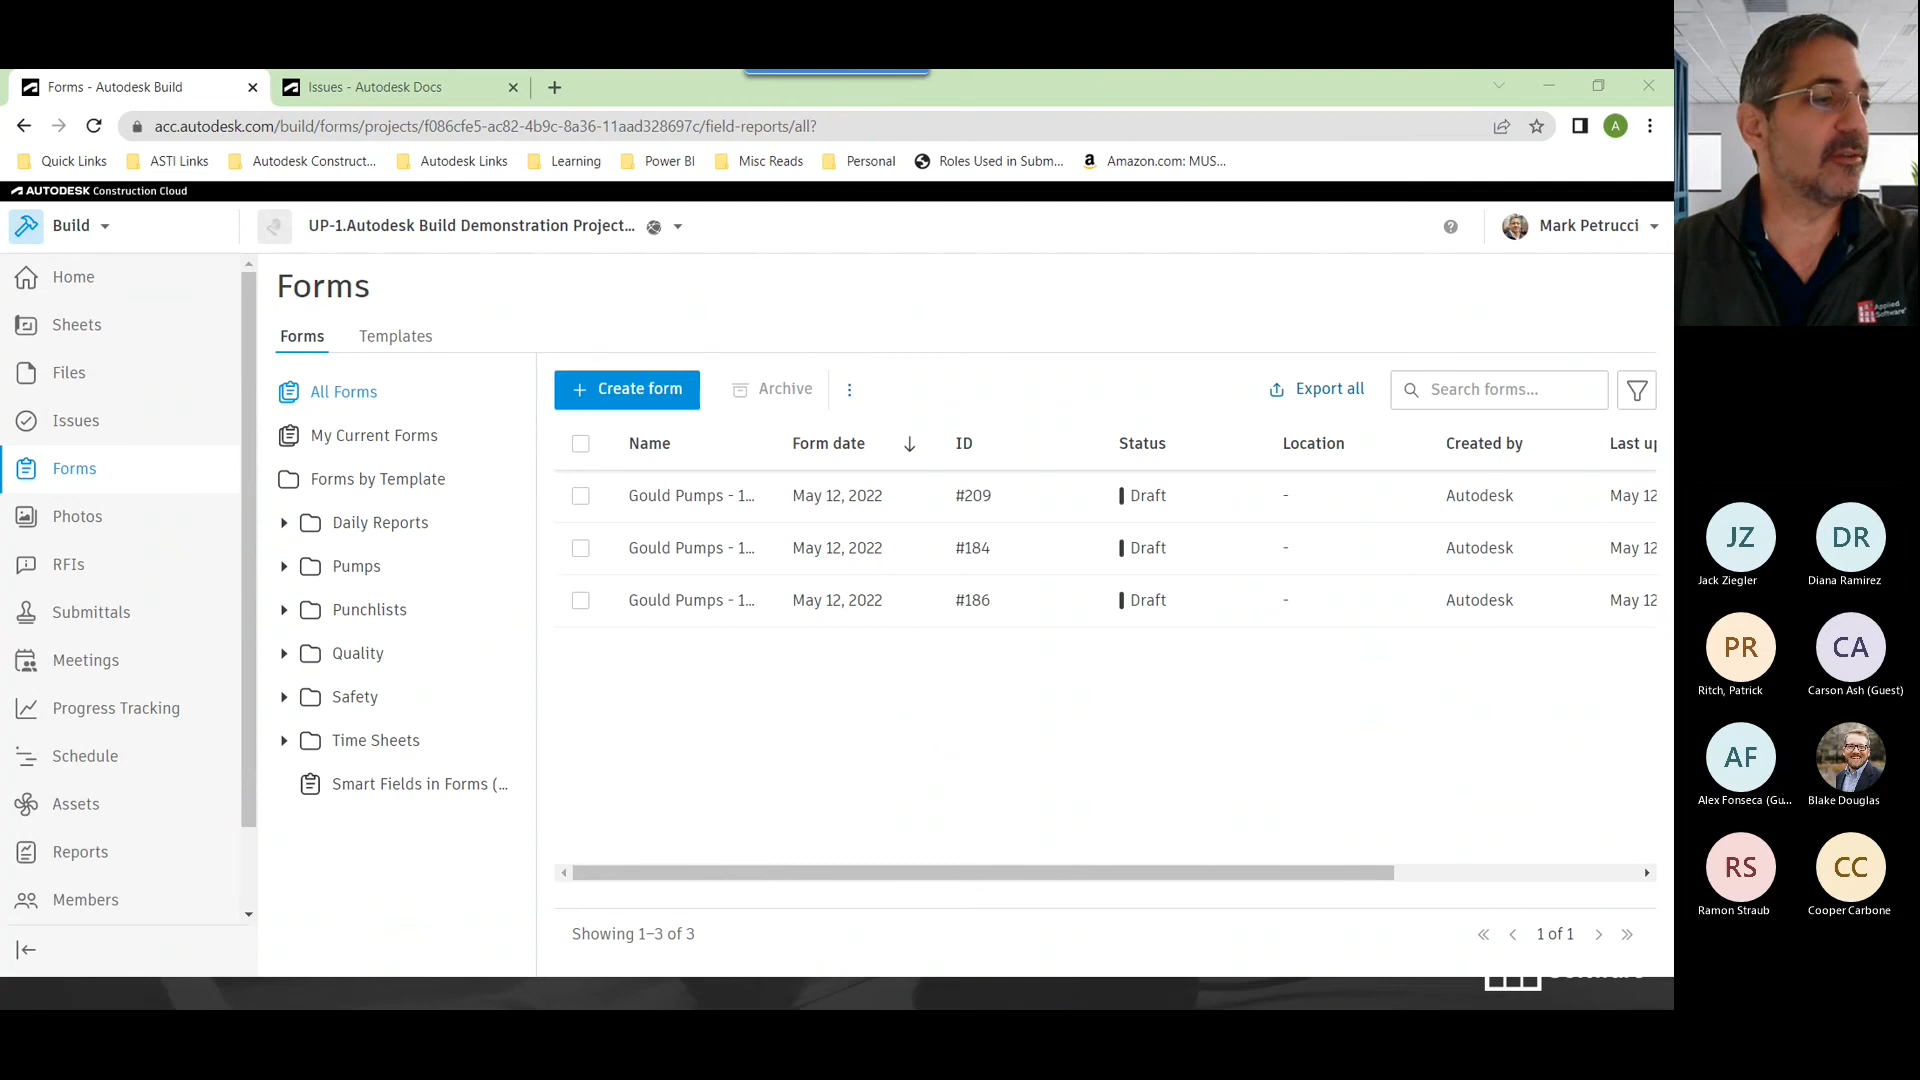 Forms - Autodesk Build
Issues - Autodesk Docs
acc.autodesk.com/build/forms/projects/f086cfe5-ac82-4b9c-8a36-11aad328697c/field-reports/all?
A
Quick Links
ASTI Links
Autodesk Construct...
Autodesk Links
Learning
Power BI
Misc Reads
Personal
Roles Used in Subm...
Amazon.com: MUS...
AUTODESK Construction Cloud
Build
UP-1.Autodesk Build Demonstration Project...
Mark Petrucci
Home
Sheets
Files
Issues
Forms
Photos
RFIs
Submittals
Meetings
Progress Tracking
Schedule
Assets
Reports
Members
Forms
Forms Templates
All Forms
My Current Forms
Forms by Template
Daily Reports
Pumps
Punchlists
Quality
Safety
Time Sheets
Smart Fields in Forms (...
+ Create form
Archive
Export all
Search forms...
Name Form date ID Status Location Created by Last up
Gould Pumps - 1... May 12, 2022 #209 Draft - Autodesk May 12
Gould Pumps - 1... May 12, 2022 #184 Draft - Autodesk May 12
Gould Pumps - 1... May 12, 2022 #186 Draft - Autodesk May 12
Showing 1-3 of 3
1 of 1
Applied
Software
JZ
Jack Ziegler
DR
Diana Ramirez
PR
Ritch, Patrick
CA
Carson Ash (Guest)
AF
Alex Fonseca (Gu...
Blake Douglas
RS
Ramon Straub
CC
Cooper Carbone